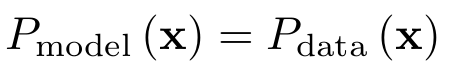 P_model (𝐱) = P_data (𝐱)